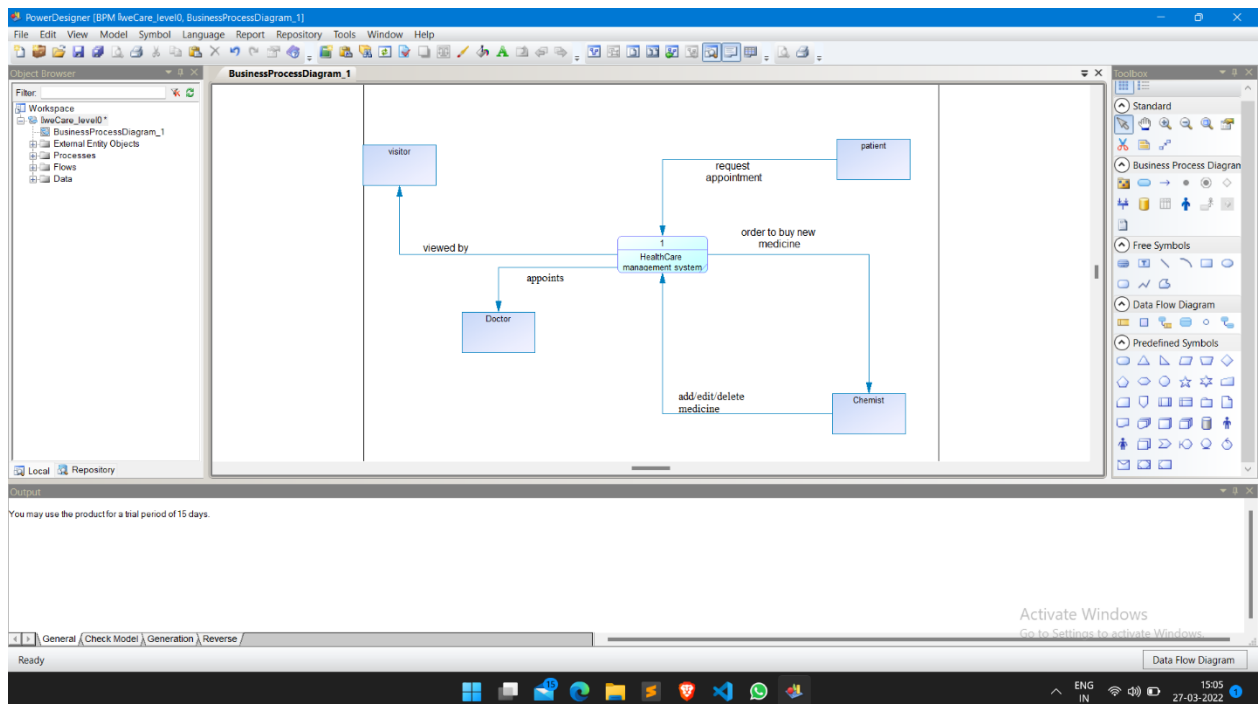 PowerDesigner [BPM IweCare_level0, BusinessProcessDiagram_1]
File Edit View Model Symbol Language Report Repository Tools Window Help
Object Browser
BusinessProcessDiagram_1
Toolbox
Filter:
Workspace
IweCare_level0 *
BusinessProcessDiagram_1
External Entity Objects
Processes
Flows
Data
visitor
patient
request
appointment
order to buy new
medicine
viewed by
1
HealthCare
management system
appoints
Doctor
add/edit/delete
medicine
Chemist
Standard
Business Process Diagran
Free Symbols
Data Flow Diagram
Predefined Symbols
Local Repository
Output
You may use the product for a trial period of 15 days.
Activate Windows
Go to Settings to activate Windows.
General Check Model Generation Reverse
Ready
Data Flow Diagram
15
ENG
IN
15:05
27-03-2022
1